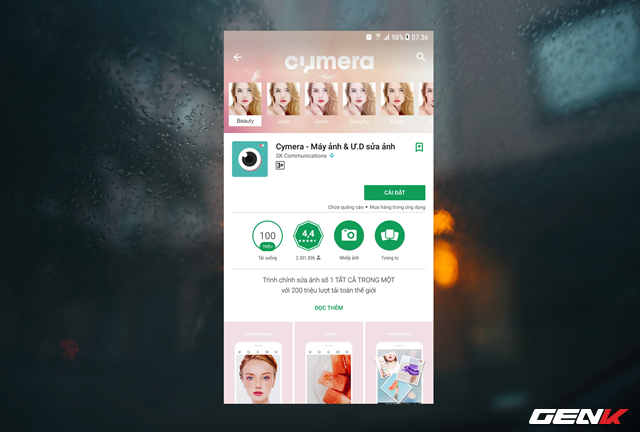 98% 07:36
cymera
Beauty
Cymera - Máy ảnh & Ư.D sửa ảnh
SK Communications
3+
CÀI ĐẶT
Chứa quảng cáo • Mua hàng trong ứng dụng
100
TRIỆU
4,4
Tải xuống
2.301.836
Nhiếp ảnh
Tương tự
Trình chỉnh sửa ảnh số 1 TẤT CẢ TRONG MỘT
với 200 triệu lượt tải toàn thế giới
ĐỌC THÊM
GENK